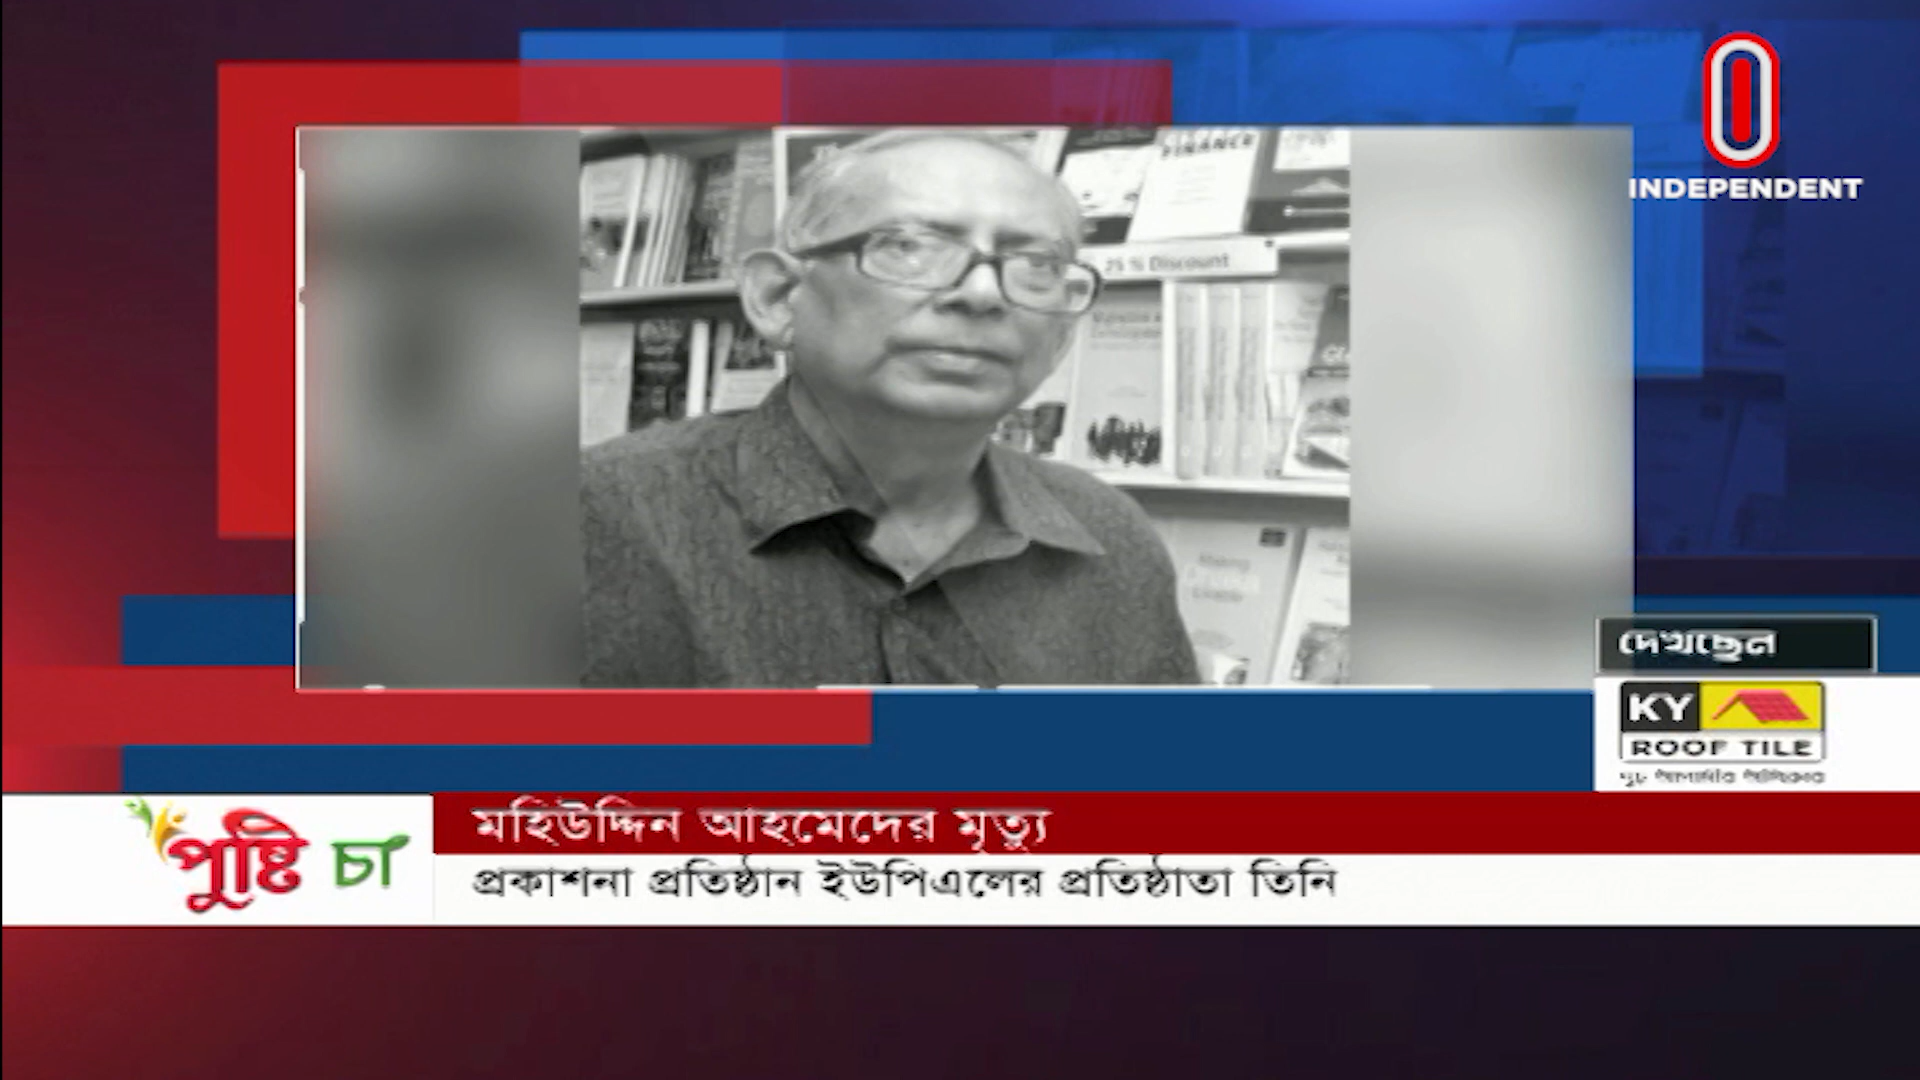 INDEPENDENT
FINANCE
25 % Discount
দেখছেন
KY
ROOF TILE
পুষ্টি চা
মহিউদ্দিন আহমেদের মৃত্যু
প্রকাশনা প্রতিষ্ঠান ইউপিএলের প্রতিষ্ঠাতা তিনি